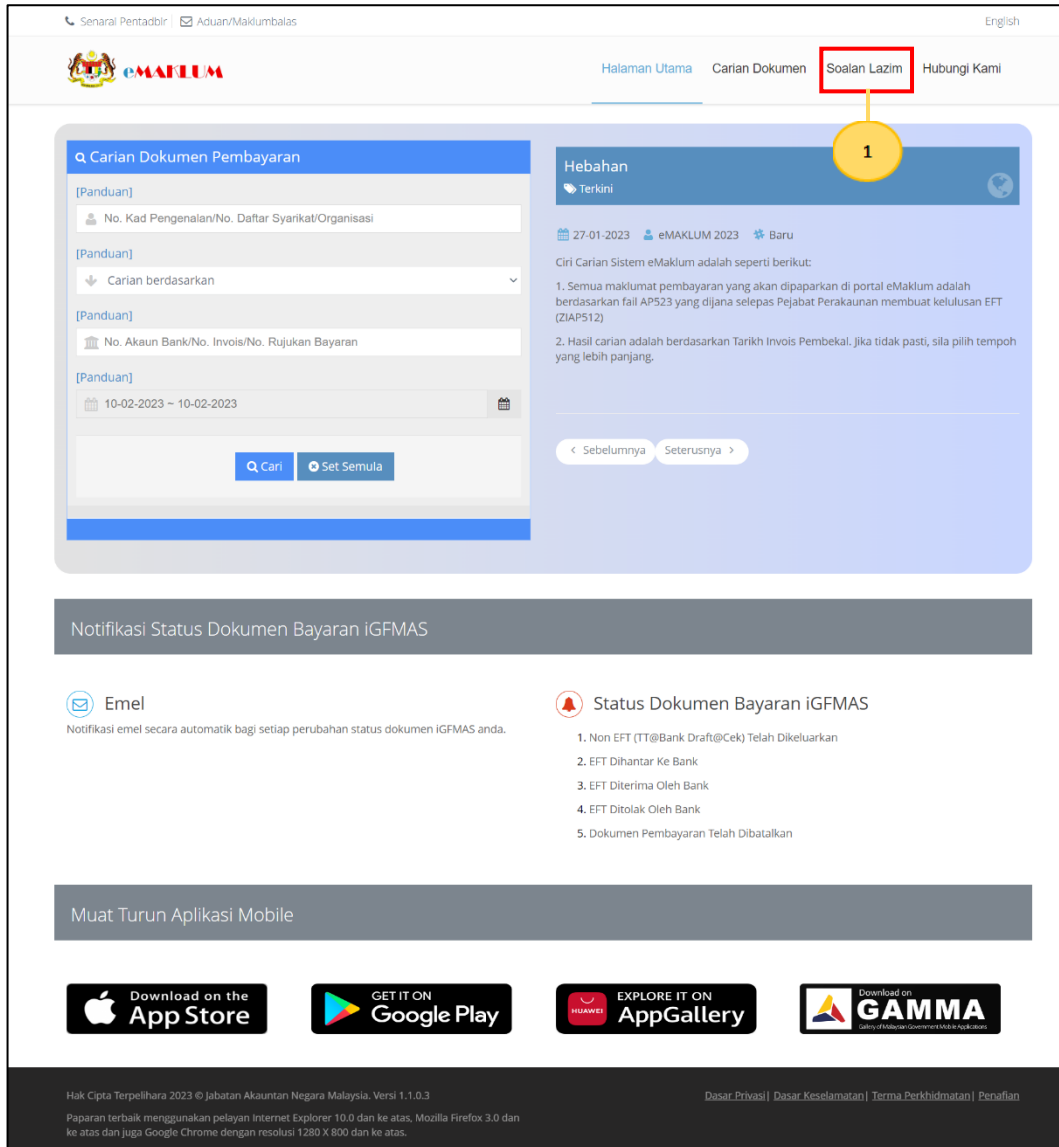 Senarai Pentadbir | Aduan/Maklumbalas
English
eMAKLUM
Halaman Utama Carian Dokumen Soalan Lazim Hubungi Kami
1
Carian Dokumen Pembayaran
[Panduan]
No. Kad Pengenalan/No. Daftar Syarikat/Organisasi
[Panduan]
Carian berdasarkan
[Panduan]
No. Akaun Bank/No. Invois/No. Rujukan Bayaran
[Panduan]
10-02-2023 ~ 10-02-2023
Cari Set Semula
Hebahan
Terkini
27-01-2023 eMAKLUM 2023 Baru
Ciri Carian Sistem eMaklum adalah seperti berikut:
1. Semua maklumat pembayaran yang akan dipaparkan di portal eMaklum adalah
berdasarkan fail AP523 yang dijana selepas Pejabat Perakaunan membuat kelulusan EFT
(ZIAP512)
2. Hasil carian adalah berdasarkan Tarikh Invois Pembekal. Jika tidak pasti, sila pilih tempoh
yang lebih panjang.
< Sebelumnya Seterusnya >
Notifikasi Status Dokumen Bayaran iGFMAS
Emel
Notifikasi emel secara automatik bagi setiap perubahan status dokumen iGFMAS anda.
Status Dokumen Bayaran iGFMAS
1. Non EFT (TT@Bank Draft@Cek) Telah Dikeluarkan
2. EFT Dihantar Ke Bank
3. EFT Diterima Oleh Bank
4. EFT Ditolak Oleh Bank
5. Dokumen Pembayaran Telah Dibatalkan
Muat Turun Aplikasi Mobile
Download on the
App Store
GET IT ON
Google Play
HUAWEI
EXPLORE IT ON
AppGallery
Download on
GAMMA
Gallery of Malaysian Government Mobile Applications
Hak Cipta Terpelihara 2023 © Jabatan Akauntan Negara Malaysia. Versi 1.1.0.3
Paparan terbaik menggunakan pelayan Internet Explorer 10.0 dan ke atas, Mozilla Firefox 3.0 dan
ke atas dan juga Google Chrome dengan resolusi 1280 X 800 dan ke atas.
Dasar Privasi| Dasar Keselamatan| Terma Perkhidmatan| Penafian